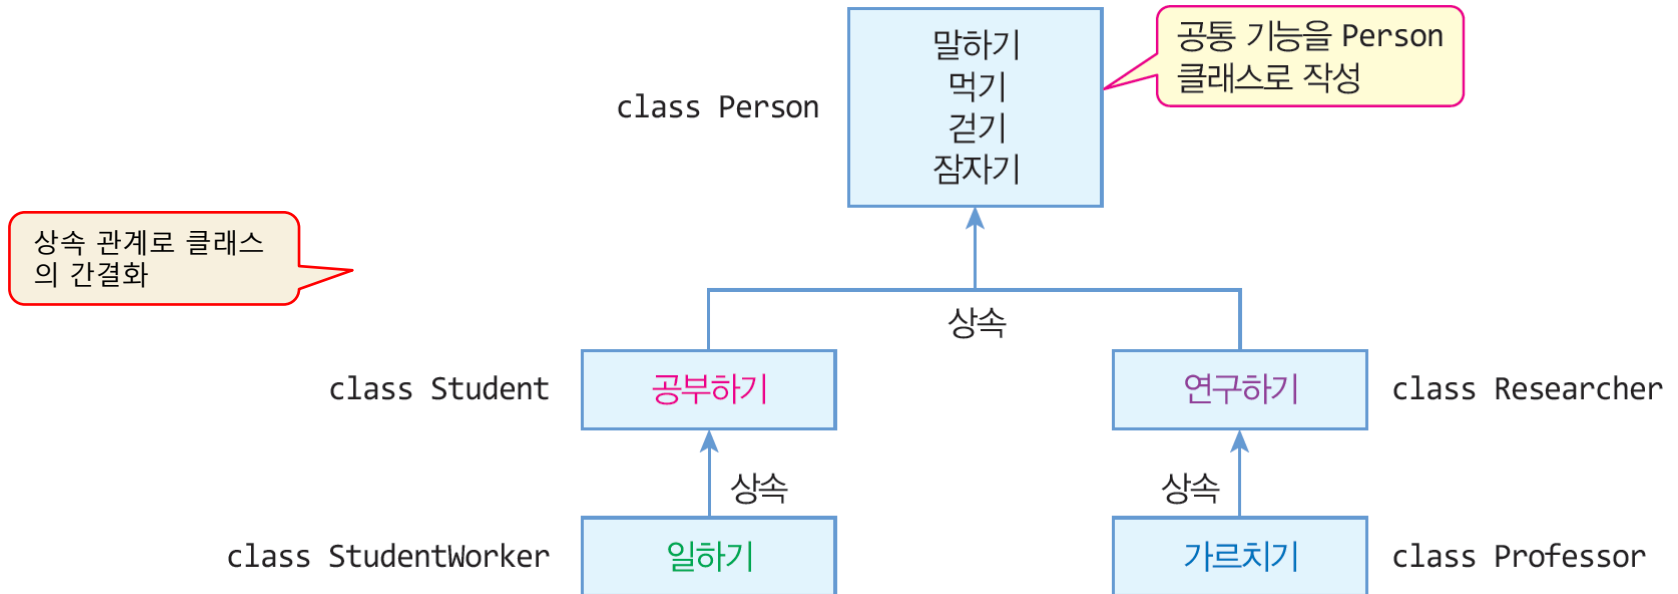 말하기
먹기
걷기
잠자기
class Person
공통 기능을 Person
클래스로 작성
상속 관계로 클래스
의 간결화
상속
class Student
공부하기
연구하기
class Researcher
상속
상속
class StudentWorker
일하기
가르치기
class Professor